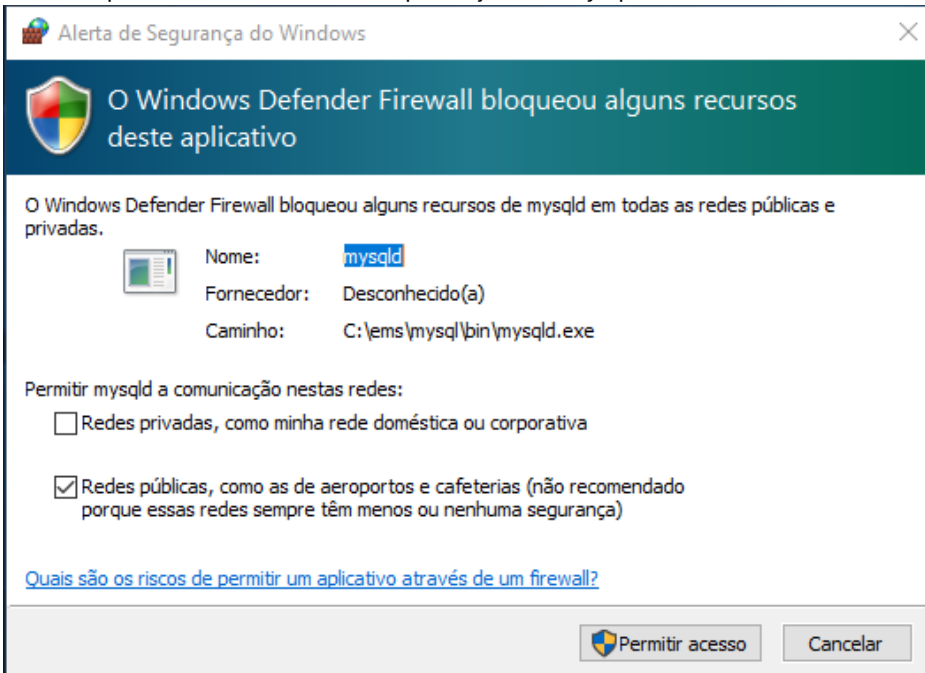 Alerta de Segurança do Windows
O Windows Defender Firewall bloqueou alguns recursos
deste aplicativo
O Windows Defender Firewall bloqueou alguns recursos de mysqld em todas as redes públicas e
privadas.
Nome: mysqld
Fornecedor: Desconhecido(a)
Caminho: C:\ems\mysql\bin\mysqld.exe
Permitir mysqld a comunicação nestas redes:
Redes privadas, como minha rede doméstica ou corporativa
Redes públicas, como as de aeroportos e cafeterias (não recomendado
porque essas redes sempre têm menos ou nenhuma segurança)
Quais são os riscos de permitir um aplicativo através de um firewall?
Permitir acesso Cancelar